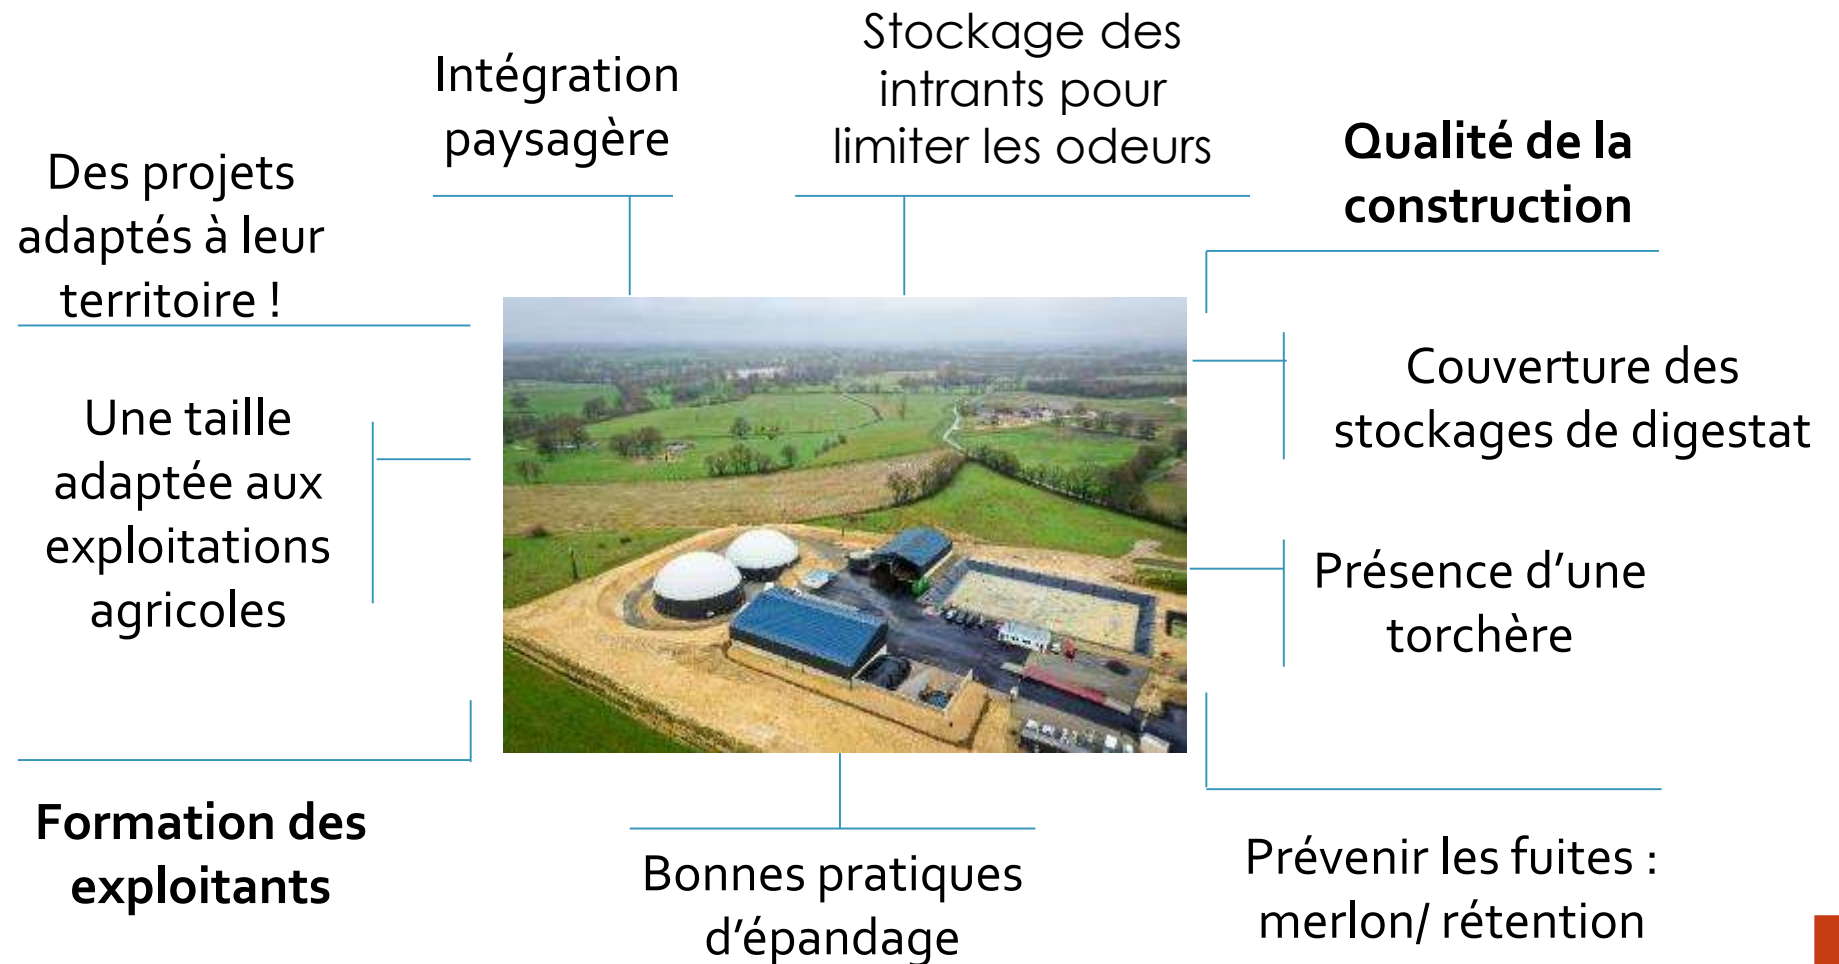 Intégration
paysagère
Stockage des
intrants pour
limiter les odeurs
Qualité de la
construction
Des projets
adaptés à leur
territoire !
Couverture des
stockages de digestat
Une taille
adaptée aux
exploitations
agricoles
Présence d’une
torchère
Formation des
exploitants
Bonnes pratiques
d’épandage
Prévenir les fuites :
merlon/ rétention